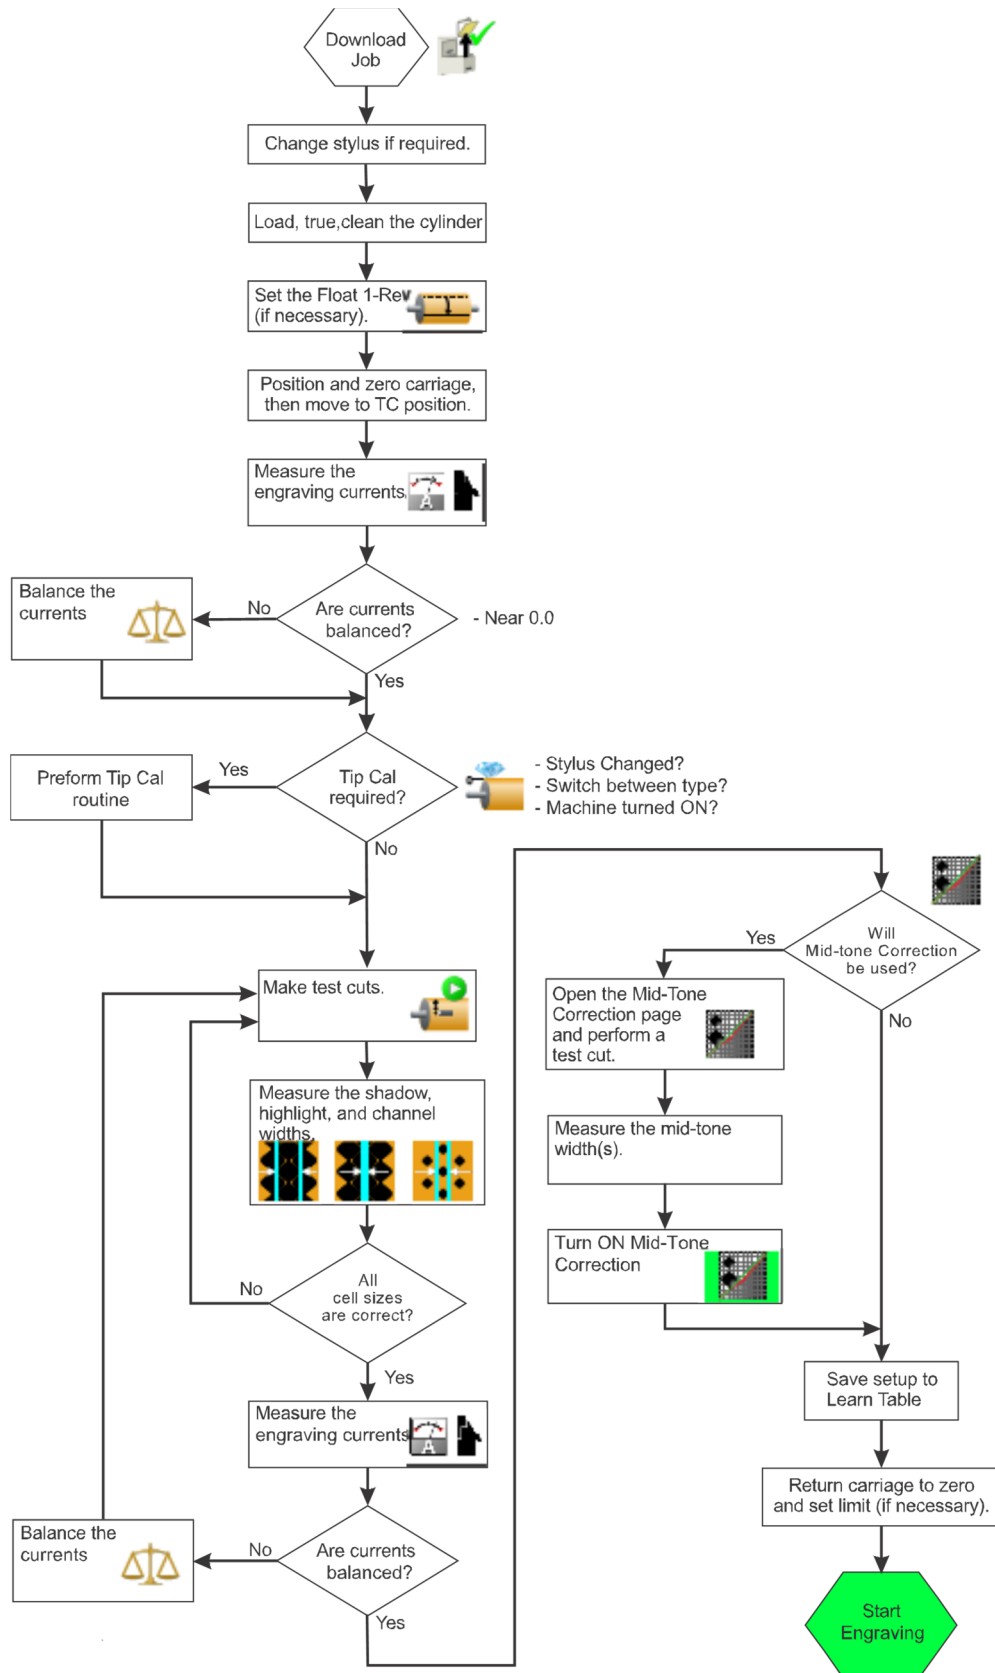 Download
Job
Change stylus if required.
Load, true,clean the cylinder
Set the Float 1-Rev
(if necessary).
Position and zero carriage,
then move to TC position.
Measure the
engraving currents
A
Are currents
balanced?
- Near 0.0
No
Balance the
currents
Yes
Tip Cal
required?
- Stylus Changed?
- Switch between type?
- Machine turned ON?
Yes
Preform Tip Cal
routine
No
Make test cuts.
Measure the shadow,
highlight, and channel
widths.
All
cell sizes
are correct?
No
Yes
Measure the
engraving currents
A
Are currents
balanced?
No
Balance the
currents
Yes
Will
Mid-tone Correction
be used?
Yes
Open the Mid-Tone
Correction page
and perform a
test cut.
Measure the mid-tone
width(s).
Turn ON Mid-Tone
Correction
No
Save setup to
Learn Table
Return carriage to zero
and set limit (if necessary).
Start
Engraving